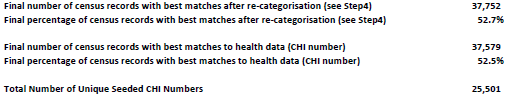 Final number of census records with best matches after re-categorisation (see Step4) 37,752
Final percentage of census records with best matches after re-categorisation (see Step4) 52.7%
Final number of census records with best matches to health data (CHI number) 37,579
Final percentage of census records with best matches to health data (CHI number) 52.5%
Total Number of Unique Seeded CHI Numbers 25,501